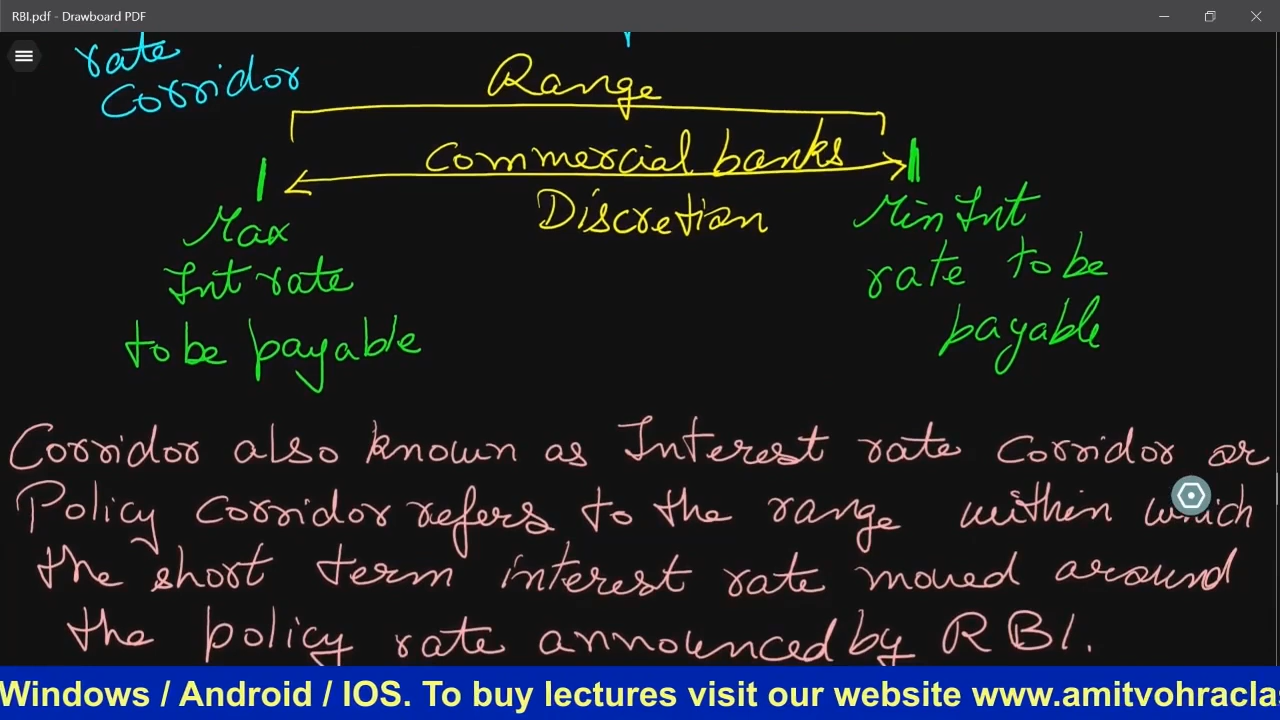 RBI.pdf - Drawboard PDF
rate
Corridor
Range
Commercial banks
Discretion
Max
Int rate
to be payable
Min Int
rate to be
payable
Corridor also known as Interest rate Corridor or
Policy Corridor refers to the range within which
the short term interest rate moved around
the policy rate announced by RBI.
Windows / Android / IOS. To buy lectures visit our website www.amitvohracla